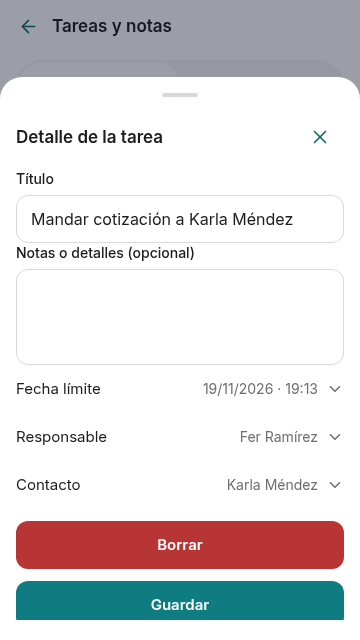 Tareas y notas
Detalle de la tarea
Título
Mandar cotización a Karla Méndez
Notas o detalles (opcional)
Fecha límite 19/11/2026 · 19:13
Responsable Fer Ramírez
Contacto Karla Méndez
Borrar
Guardar